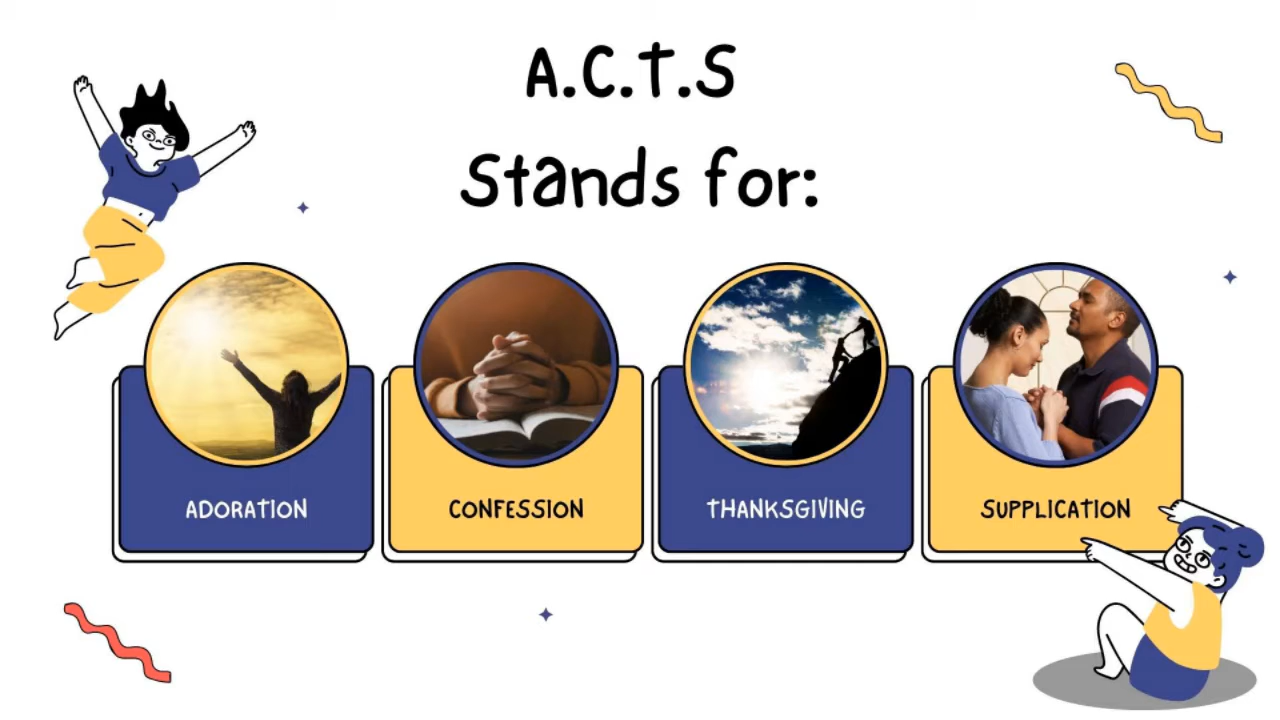 A.C.T.S
Stands for:
ADORATION
CONFESSION
THANKSGIVING
SUPPLICATION